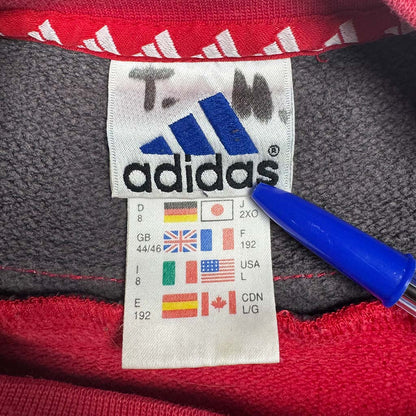 T. M.
adidas®
D 8 J 2XO
GB 44/46 F 192
I 8 USA L
E 192 CDN L/G